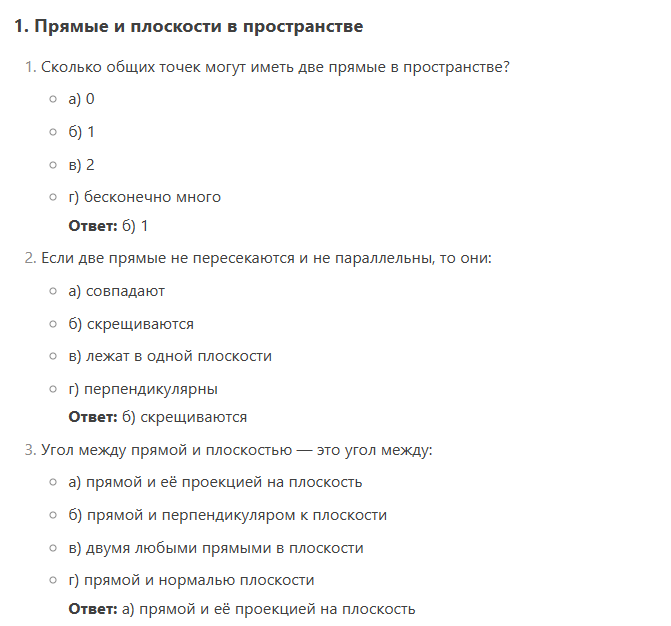 1. Прямые и плоскости в пространстве
1. Сколько общих точек могут иметь две прямые в пространстве?
а) 0
б) 1
в) 2
г) бесконечно много
Ответ: б) 1
2. Если две прямые не пересекаются и не параллельны, то они:
а) совпадают
б) скрещиваются
в) лежат в одной плоскости
г) перпендикулярны
Ответ: б) скрещиваются
3. Угол между прямой и плоскостью — это угол между:
а) прямой и её проекцией на плоскость
б) прямой и перпендикуляром к плоскости
в) двумя любыми прямыми в плоскости
г) прямой и нормалью плоскости
Ответ: а) прямой и её проекцией на плоскость